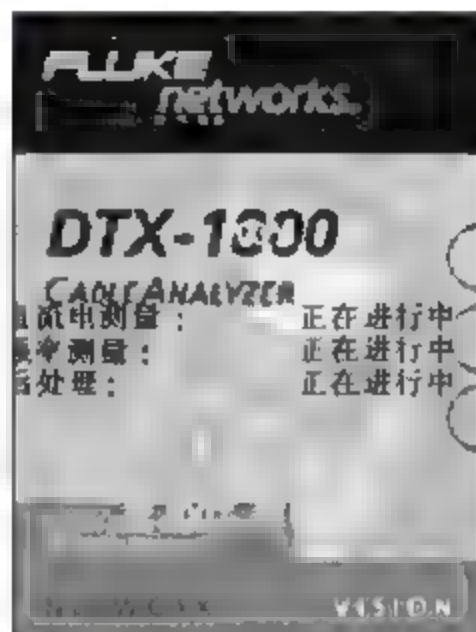 FLUKE
networks.
DTX-1800
CABLE ANALYZER
流电测量： 正在进行中
率测量： 正在进行中
后处理： 正在进行中
VISION